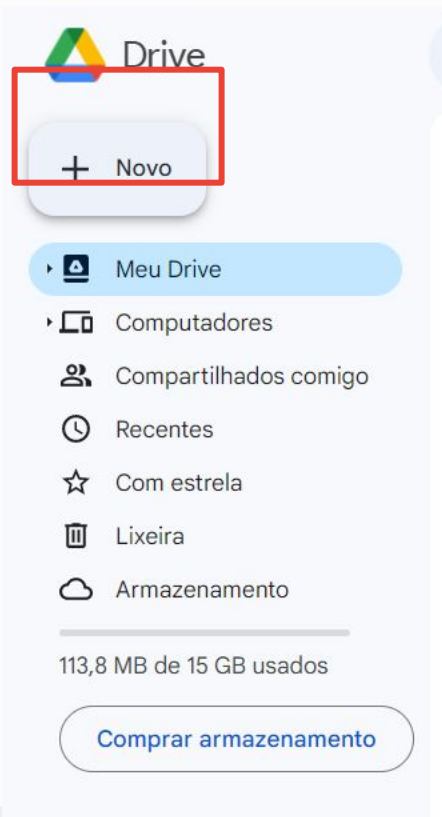 Drive
Novo
Meu Drive
Computadores
Compartilhados comigo
Recentes
Com estrela
Lixeira
Armazenamento
113,8 MB de 15 GB usados
Comprar armazenamento